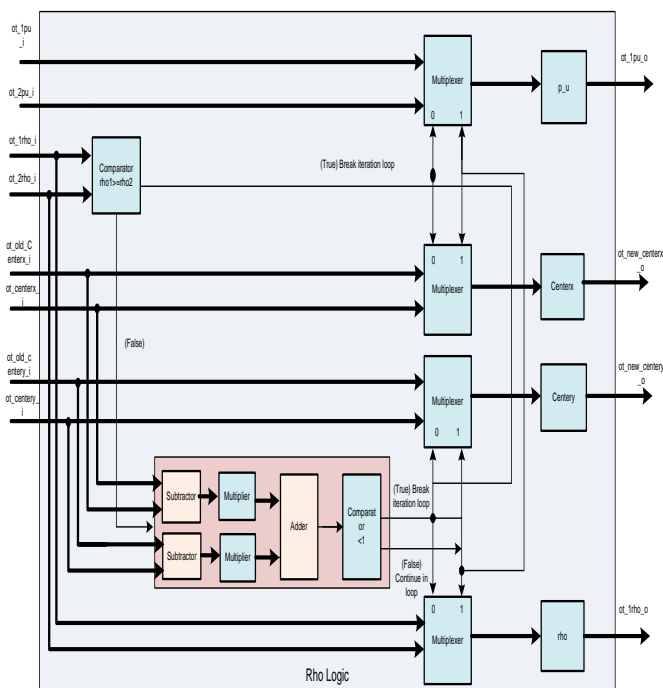 ot_1pu
_i
ot_2pu_i
ot_1rho_i
ot_2rho_i
Comparator
rho1>=rho2
(True) Break iteration loop
Multiplexer
0 1
p_u
ot_1pu_o
ot_old_C
enterx_i
ot_centerx_
i
0 1
Multiplexer
Centerx
ot_new_centerx
_o
(False)
ot_old_c
entery_i
ot_centery_
i
Multiplexer
0 1
Centery
ot_new_centery
_o
Subtractor
Multiplier
Subtractor
Multiplier
Adder
Comparat
or
<1
(True) Break
iteration loop
(False)
Continue in
loop
0 1
Multiplexer
rho
ot_1rho_o
Rho Logic